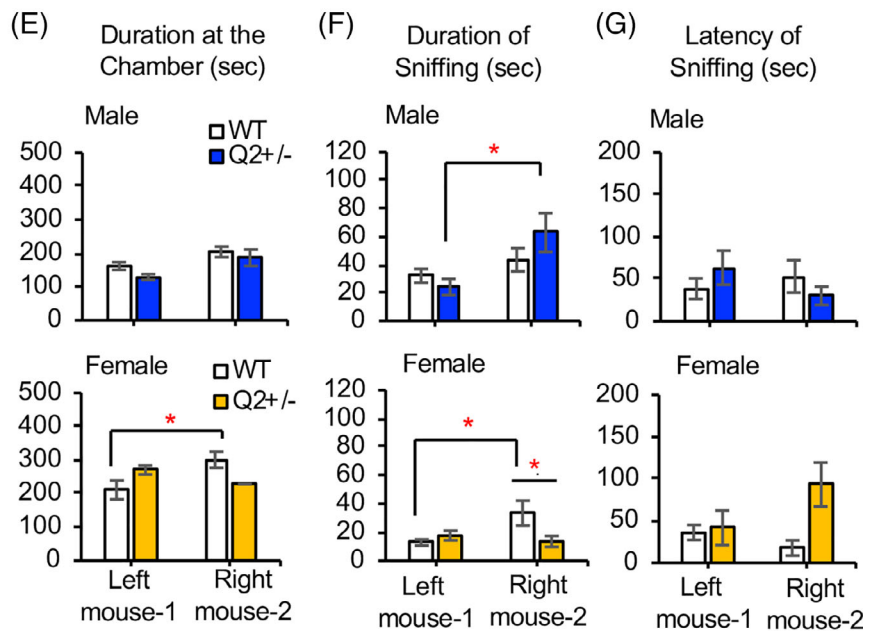 (E)
Duration at the
Chamber (sec)
Male
WT
Q2+/-
500
400
300
200
100
0
Female
WT
Q2+/-
500
400
300
200
100
0
*
Left
mouse-1
Right
mouse-2
(F)
Duration of
Sniffing (sec)
Male
120
100
80
60
40
20
0
*
Female
120
100
80
60
40
20
0
*
*
Left
mouse-1
Right
mouse-2
(G)
Latency of
Sniffing (sec)
Male
200
150
100
50
0
Female
200
150
100
50
0
Left
mouse-1
Right
mouse-2